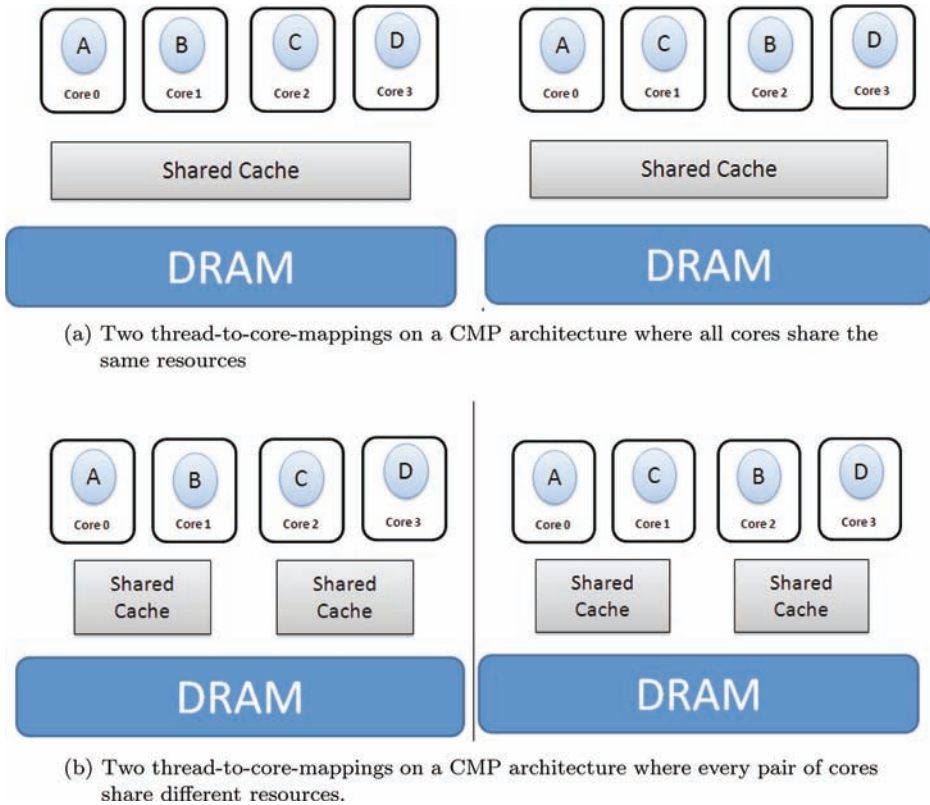 A B C D
Core 0 Core 1 Core 2 Core 3
Shared Cache
DRAM
A C B D
Core 0 Core 1 Core 2 Core 3
Shared Cache
DRAM
(a) Two thread-to-core-mappings on a CMP architecture where all cores share the
same resources
A B C D
Core 0 Core 1 Core 2 Core 3
Shared
Cache
Shared
Cache
DRAM
A C B D
Core 0 Core 1 Core 2 Core 3
Shared
Cache
Shared
Cache
DRAM
(b) Two thread-to-core-mappings on a CMP architecture where every pair of cores
share different resources.